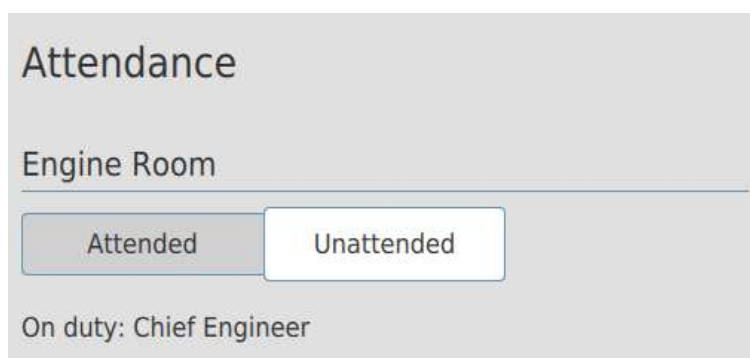 Attendance
Engine Room
Attended Unattended
On duty: Chief Engineer